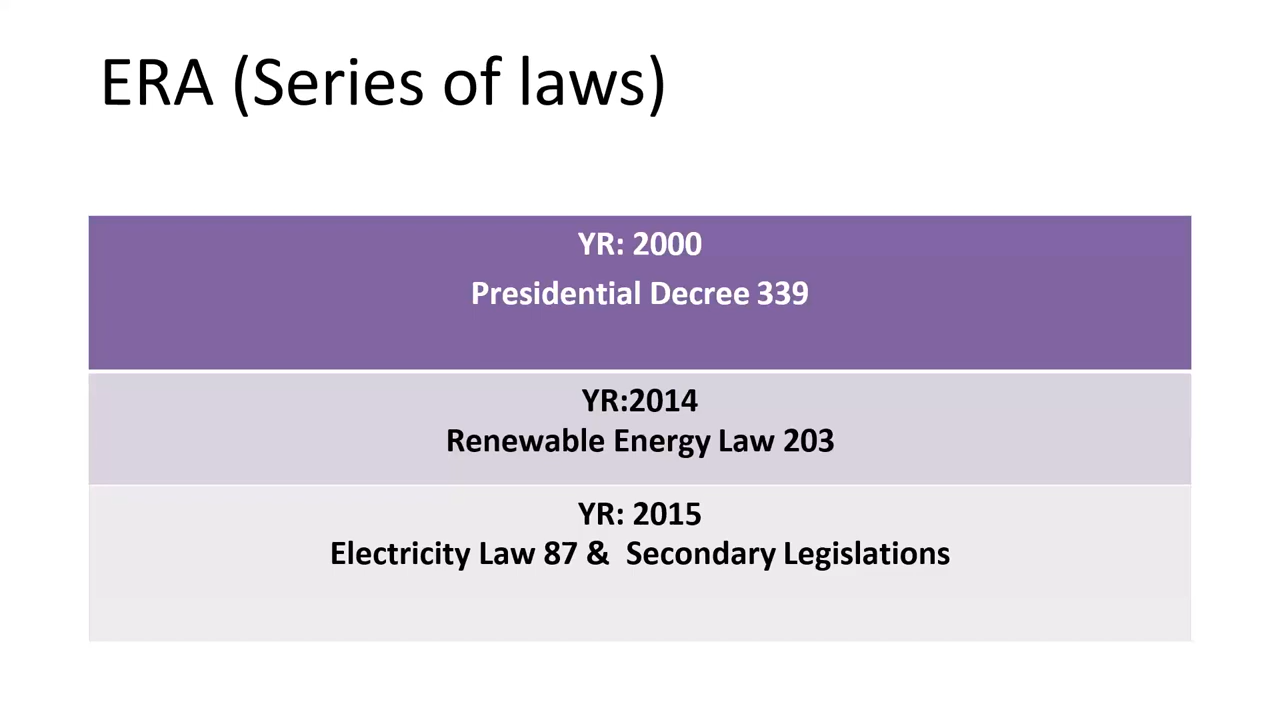 ERA (Series of laws)
YR: 2000
Presidential Decree 339
YR:2014
Renewable Energy Law 203
YR: 2015
Electricity Law 87 &  Secondary Legislations